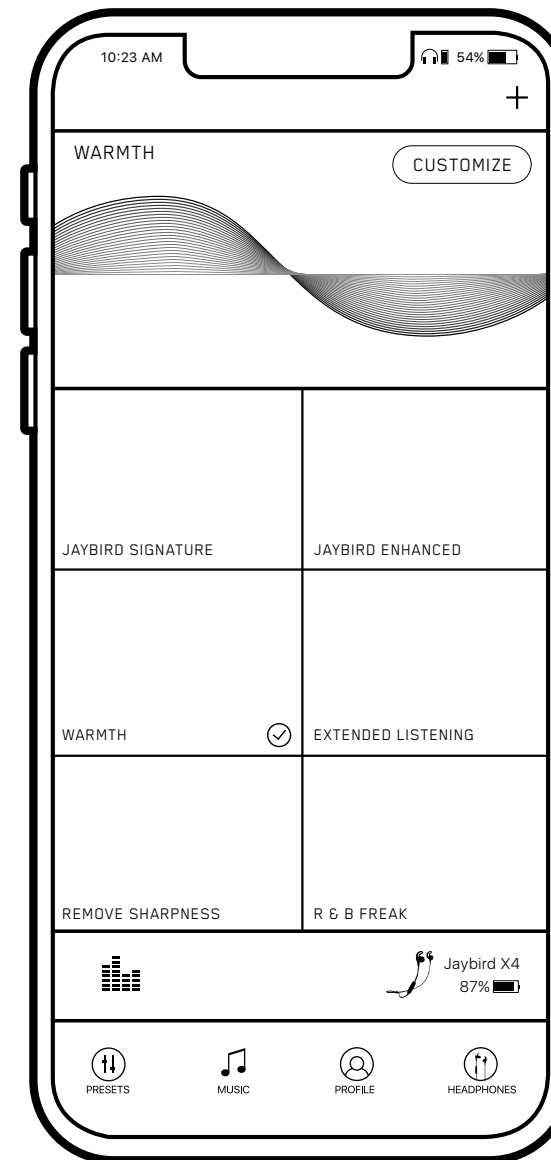 10:23 AM
54%
+
WARMTH
CUSTOMIZE
JAYBIRD SIGNATURE
JAYBIRD ENHANCED
WARMTH
EXTENDED LISTENING
REMOVE SHARPNESS
R & B FREAK
Jaybird X4
87%
PRESETS
MUSIC
PROFILE
HEADPHONES